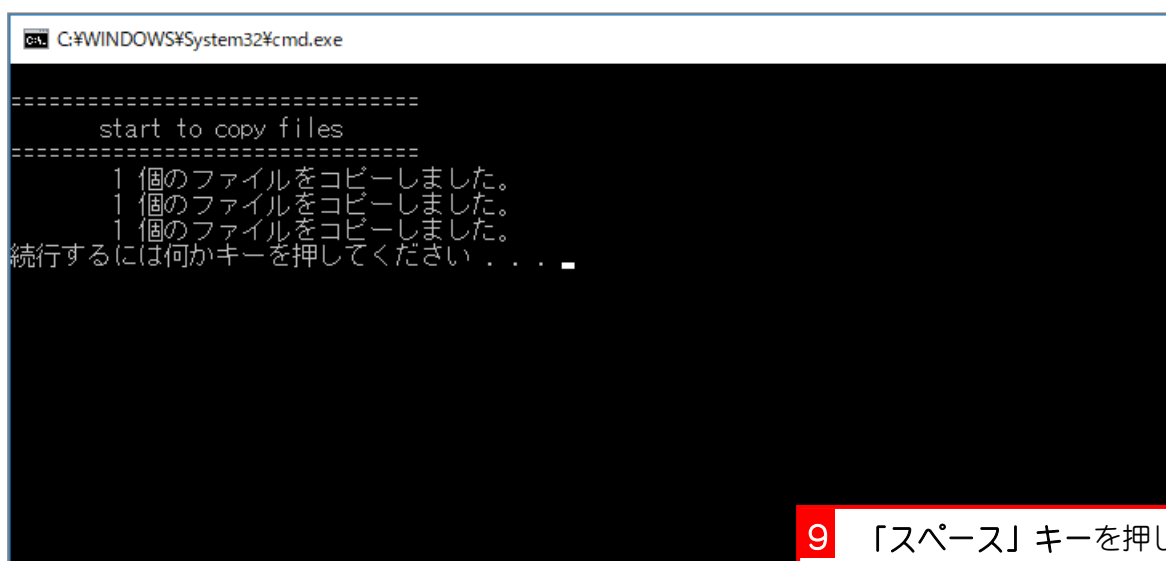 C:¥WINDOWS¥System32¥cmd.exe
================================
start to copy files
================================
1 個のファイルをコピーしました。
1 個のファイルをコピーしました。
1 個のファイルをコピーしました。
続行するには何かキーを押してください . . .
9 「スペース」キーを押し